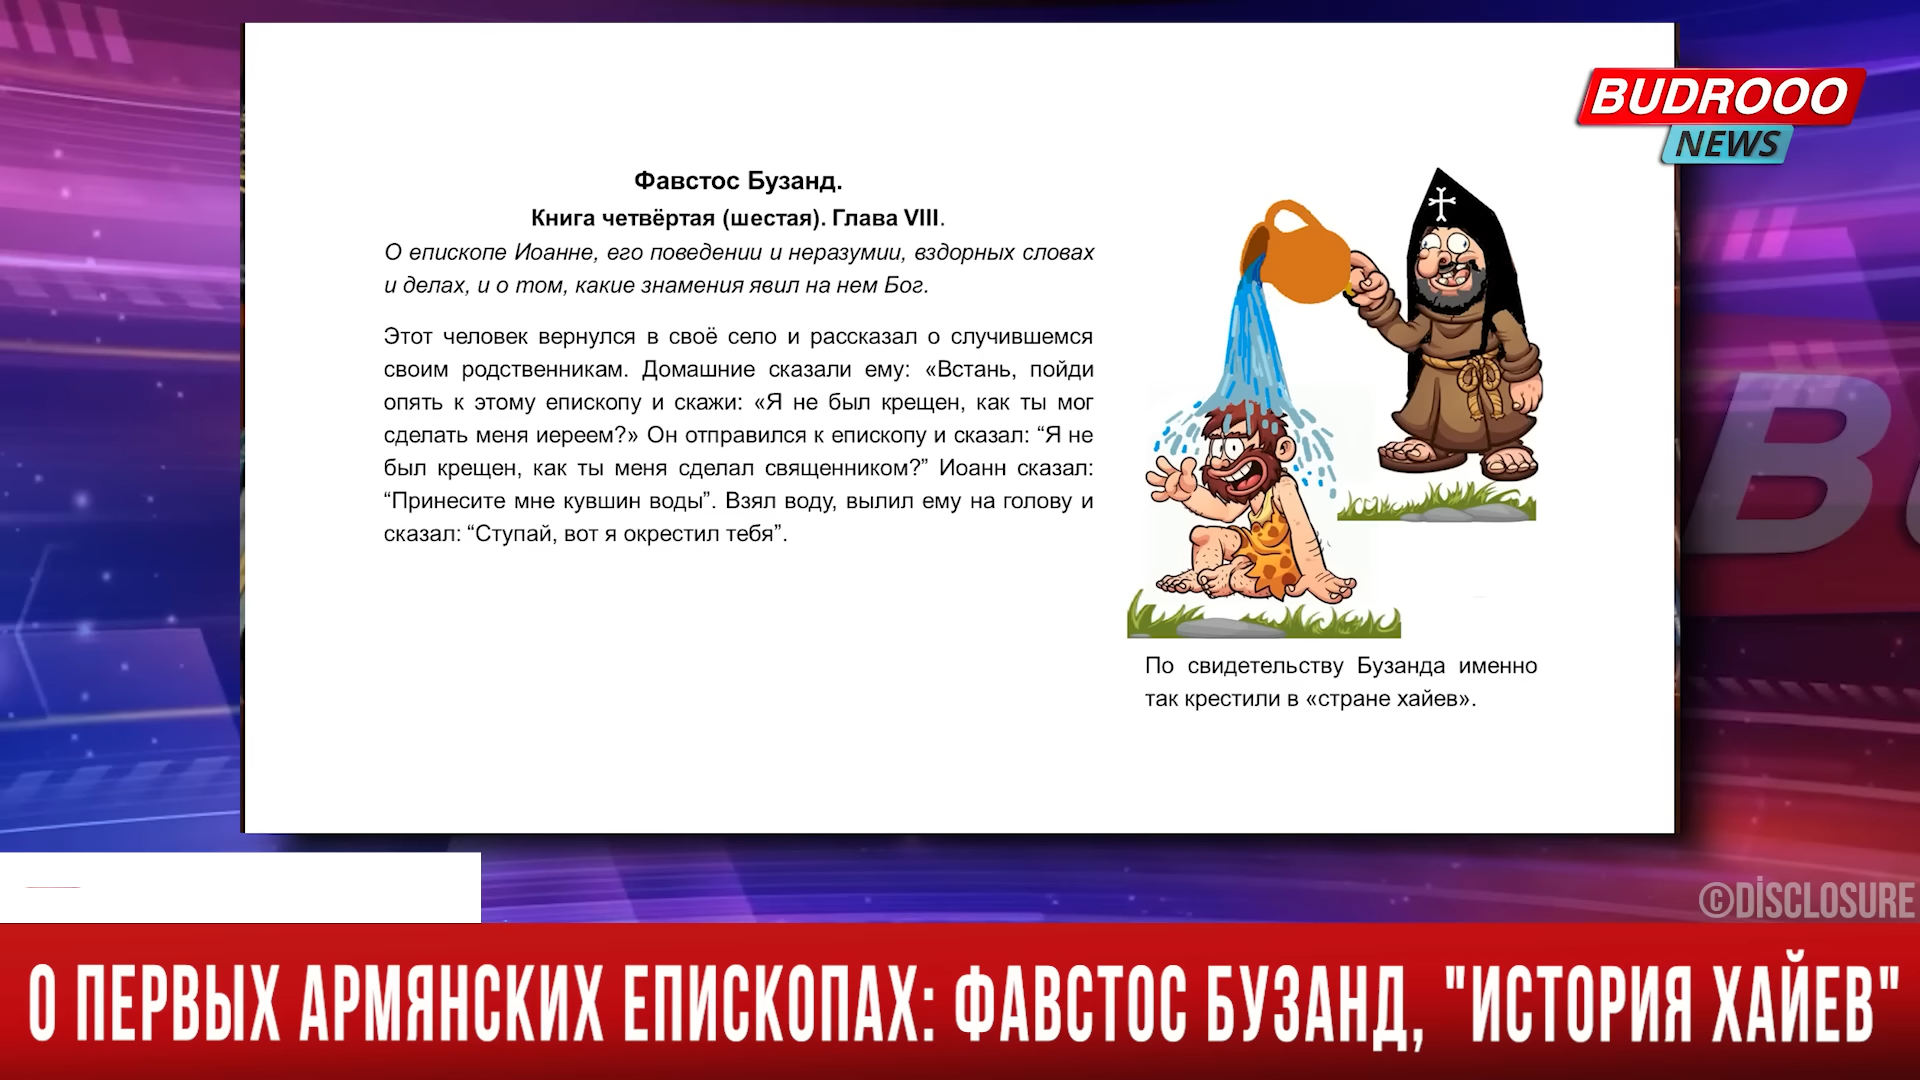 BUDROOO
NEWS
Фавстос Бузанд.
Книга четвёртая (шестая). Глава VIII.
О епископе Иоанне, его поведении и неразумии, вздорных словах
и делах, и о том, какие знамения явил на нем Бог.
Этот человек вернулся в своё село и рассказал о случившемся
своим родственникам. Домашние сказали ему: «Встань, пойди
опять к этому епископу и скажи: «Я не был крещен, как ты мог
сделать меня иереем?» Он отправился к епископу и сказал: “Я не
был крещен, как ты меня сделал священником?” Иоанн сказал:
“Принесите мне кувшин воды”. Взял воду, вылил ему на голову и
сказал: “Ступай, вот я окрестил тебя”.
По свидетельству Бузанда именно
так крестили в «стране хайев».
©DİSCLOSURE
О ПЕРВЫХ АРМЯНСКИХ ЕПИСКОПАХ: ФАВСТОС БУЗАНД, "ИСТОРИЯ ХАЙЕВ"